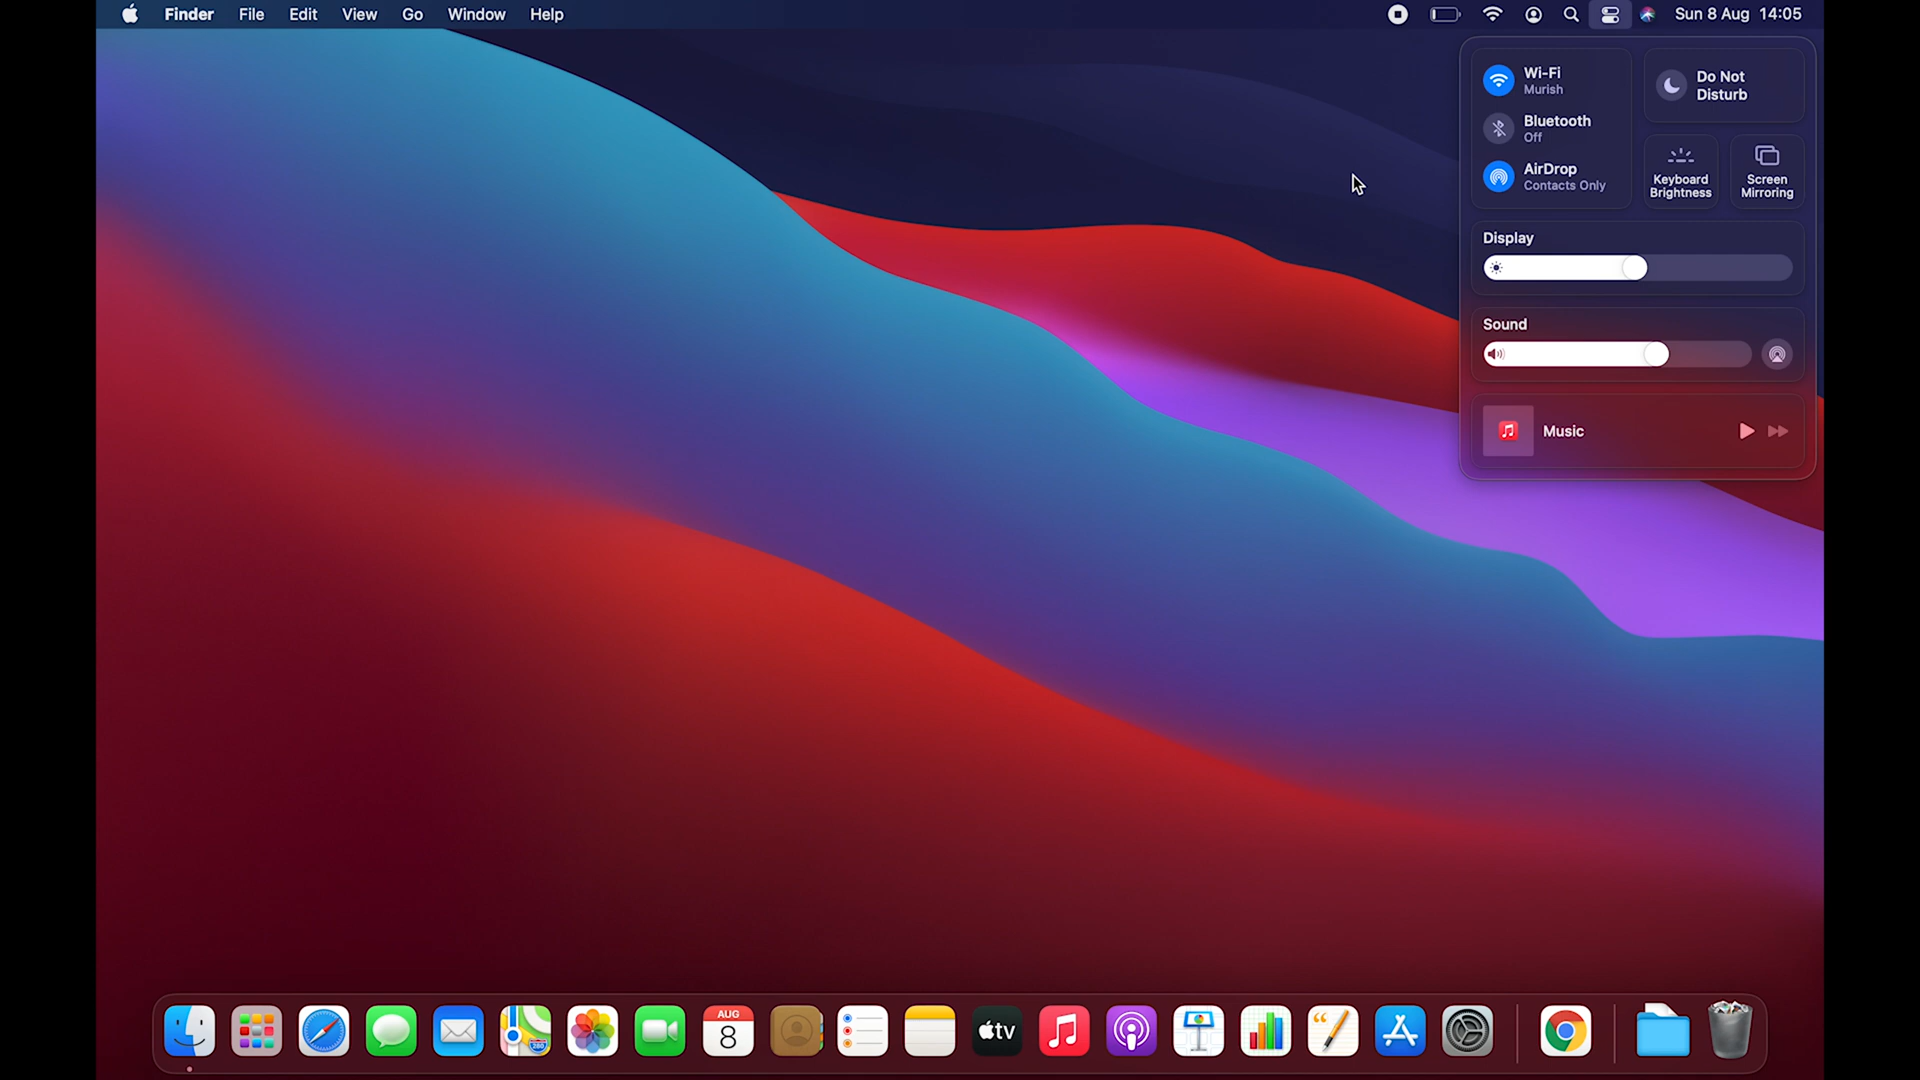 Finder File Edit View Go Window Help Sun 8 Aug 14:05
Wi-Fi
Murish
Bluetooth
Off
AirDrop
Contacts Only
Do Not
Disturb
Keyboard
Brightness
Screen
Mirroring
Display
Sound
Music
AUG
8
tv
280